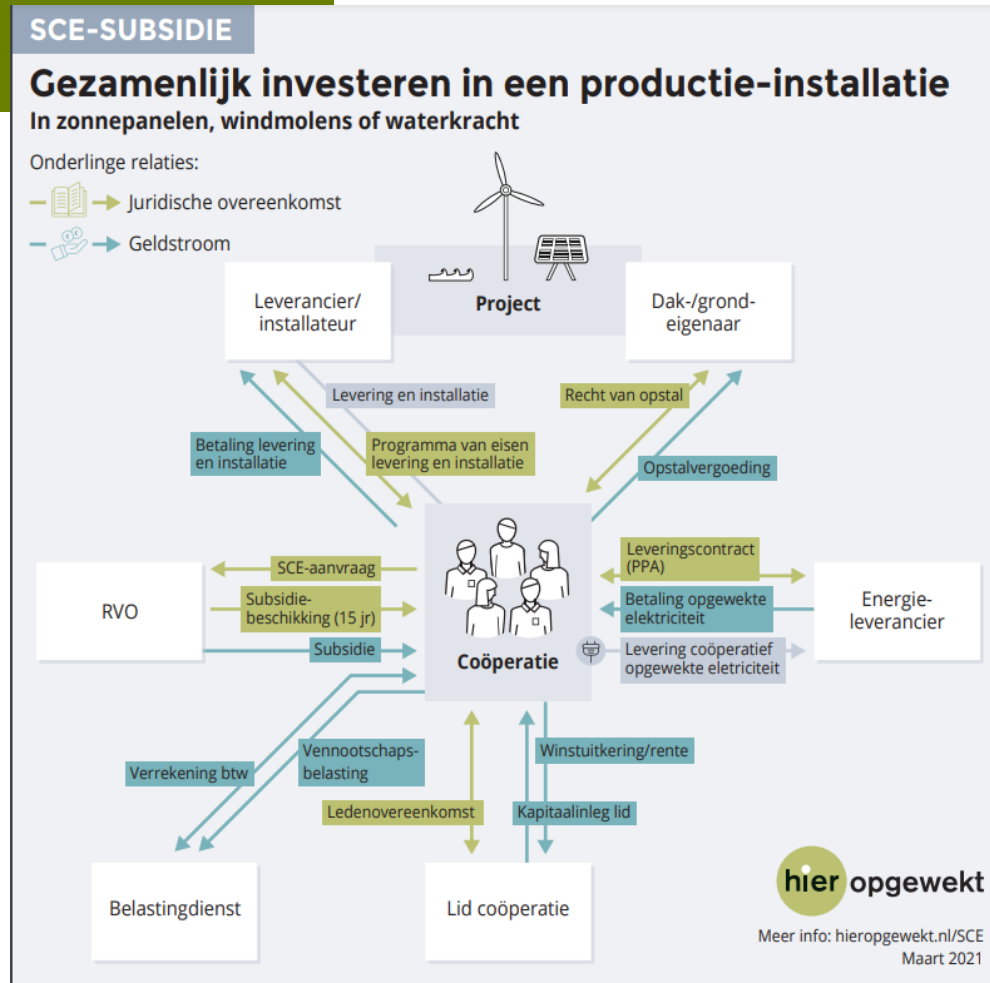 SCE-SUBSIDIE
Gezamenlijk investeren in een productie-installatie
In zonnepanelen, windmolens of waterkracht
Onderlinge relaties:
Juridische overeenkomst
Geldstroom
Project
Leverancier/
installateur
Dak-/grond-
eigenaar
Levering en installatie
Recht van opstal
Betaling levering
en installatie
Programma van eisen
levering en installatie
Opstalvergoeding
SCE-aanvraag
Subsidie-
beschikking (15 jr)
Subsidie
RVO
Coöperatie
Leveringscontract
(PPA)
Betaling opgewekte
elektriciteit
Levering coöperatief
opgewekte eletriciteit
Energie-
leverancier
Verrekening btw
Vennootschaps-
belasting
Winstuitkering/rente
Ledenovereenkomst
Kapitaalinleg lid
Belastingdienst
Lid coöperatie
hier opgewekt
Meer info: hieropgewekt.nl/SCE
Maart 2021